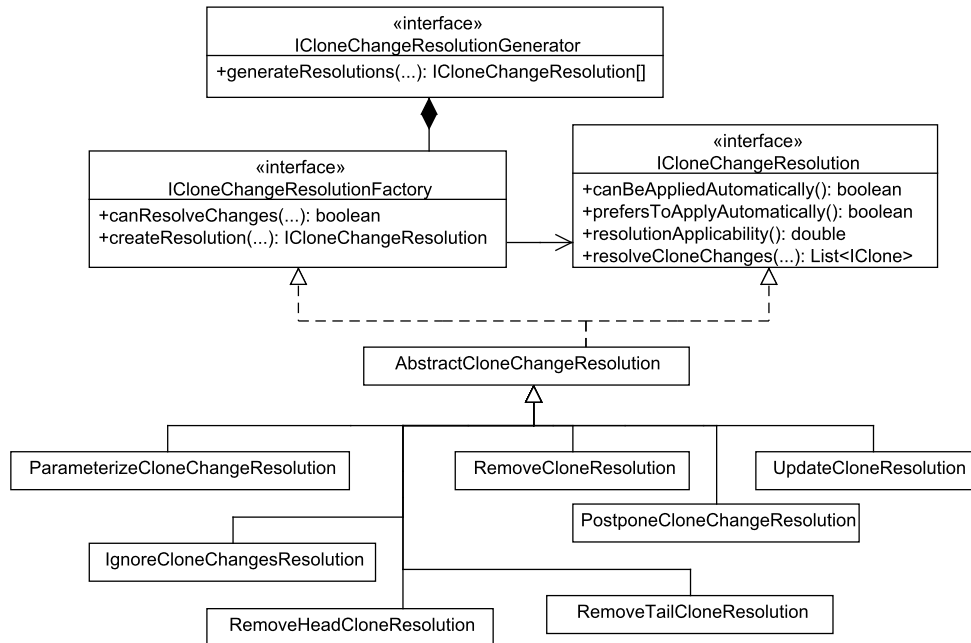 «interface»
ICloneChangeResolutionGenerator
+generateResolutions(...): ICloneChangeResolution[]
«interface»
ICloneChangeResolutionFactory
+canResolveChanges(...): boolean
+createResolution(...): ICloneChangeResolution
«interface»
ICloneChangeResolution
+canBeAppliedAutomatically(): boolean
+prefersToApplyAutomatically(): boolean
+resolutionApplicability(): double
+resolveCloneChanges(...): List<IClone>
AbstractCloneChangeResolution
ParameterizeCloneChangeResolution
RemoveCloneResolution
UpdateCloneResolution
PostponeCloneChangeResolution
IgnoreCloneChangesResolution
RemoveTailCloneResolution
RemoveHeadCloneResolution